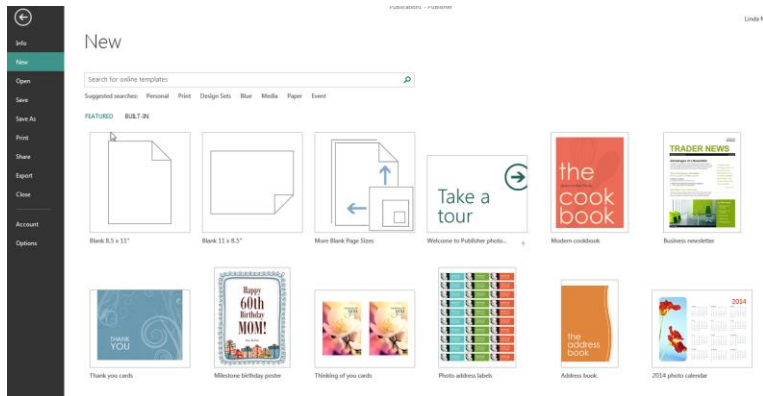 Publications - Publisher
Linda M
Info
New
Open
Save
Save As
Print
Share
Export
Close
Account
Options
New
Search for online templates
Suggested searches: Personal Print Design Sets Blue Media Paper Event
FEATURED BUILT-IN
Take a
tour
the
cook
book
TRADER NEWS
Blank 8.5 x 11"
Blank 11 x 8.5"
More Blank Page Sizes
Welcome to Publisher photo...
Modern cookbook
Business newsletter
THANK
YOU
Happy
60th
Birthday
MOM!
the
address
book
2014
Thank you cards
Milestone birthday poster
Thinking of you cards
Photo address labels
Address book
2014 photo calendar